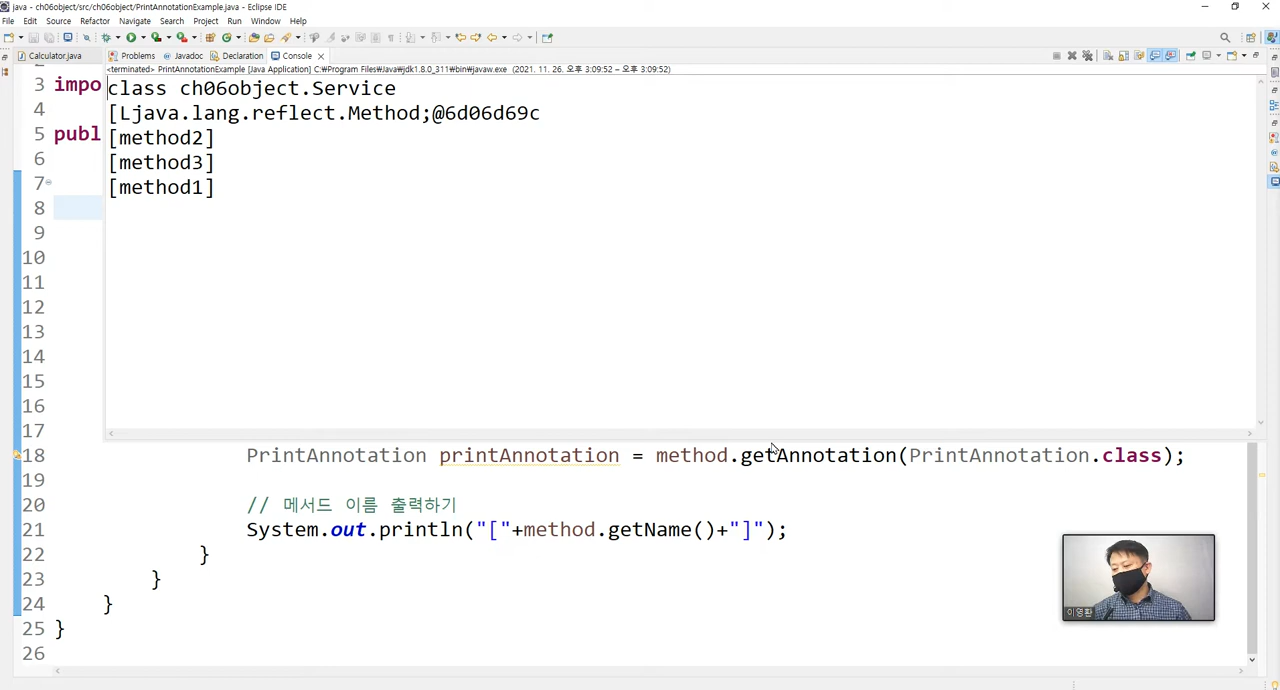 java - ch06object/src/ch06object/PrintAnnotationExample.java - Eclipse IDE
File Edit Source Refactor Navigate Search Project Run Window Help
Calculator.java
Problems Javadoc Declaration Console
<terminated> PrintAnnotationExample [Java Application] C:₩Program Files₩Java₩jdk1.8.0_311₩bin₩javaw.exe (2021. 11. 26. 오후 3:09:52 – 오후 3:09:52)
class ch06object.Service
[Ljava.lang.reflect.Method;@6d06d69c
[method2]
[method3]
[method1]
3 impo
4
5 publ
6
7
8
9
10
11
12
13
14
15
16
17
18 PrintAnnotation printAnnotation = method.getAnnotation(PrintAnnotation.class);
19
20 // 메서드 이름 출력하기
21 System.out.println("["+method.getName()+"]");
22 }
23 }
24 }
25 }
26
이영환